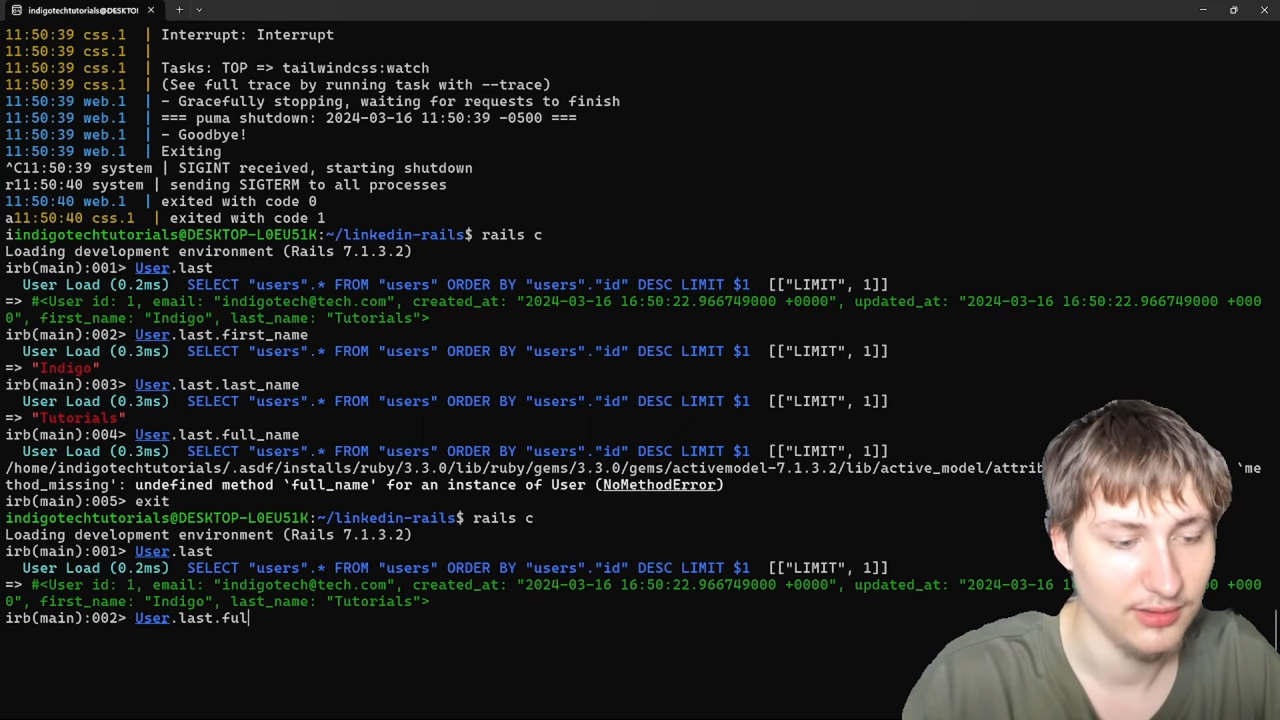 indigotechtutorials@DESKTO!
11:50:39 css.1 | Interrupt: Interrupt
11:50:39 css.1 |
11:50:39 css.1 | Tasks: TOP => tailwindcss:watch
11:50:39 css.1 | (See full trace by running task with --trace)
11:50:39 web.1 | - Gracefully stopping, waiting for requests to finish
11:50:39 web.1 | === puma shutdown: 2024-03-16 11:50:39 -0500 ===
11:50:39 web.1 | - Goodbye!
11:50:39 web.1 | Exiting
^C11:50:39 system | SIGINT received, starting shutdown
r11:50:40 system | sending SIGTERM to all processes
11:50:40 web.1 | exited with code 0
a11:50:40 css.1 | exited with code 1
iindigotechtutorials@DESKTOP-L0EU51K:~/linkedin-rails$ rails c
Loading development environment (Rails 7.1.3.2)
irb(main):001> User.last
User Load (0.2ms) SELECT "users".* FROM "users" ORDER BY "users"."id" DESC LIMIT $1 [["LIMIT", 1]]
=> #<User id: 1, email: "indigotech@tech.com", created_at: "2024-03-16 16:50:22.966749000 +0000", updated_at: "2024-03-16 16:50:22.966749000 +000
0", first_name: "Indigo", last_name: "Tutorials">
irb(main):002> User.last.first_name
User Load (0.3ms) SELECT "users".* FROM "users" ORDER BY "users"."id" DESC LIMIT $1 [["LIMIT", 1]]
=> "Indigo"
irb(main):003> User.last.last_name
User Load (0.3ms) SELECT "users".* FROM "users" ORDER BY "users"."id" DESC LIMIT $1 [["LIMIT", 1]]
=> "Tutorials"
irb(main):004> User.last.full_name
User Load (0.3ms) SELECT "users".* FROM "users" ORDER BY "users"."id" DESC LIMIT $1 [["LIMIT", 1]]
/home/indigotechtutorials/.asdf/installs/ruby/3.3.0/lib/ruby/gems/3.3.0/gems/activemodel-7.1.3.2/lib/active_model/attrib `me
thod_missing': undefined method `full_name' for an instance of User (NoMethodError)
irb(main):005> exit
indigotechtutorials@DESKTOP-L0EU51K:~/linkedin-rails$ rails c
Loading development environment (Rails 7.1.3.2)
irb(main):001> User.last
User Load (0.2ms) SELECT "users".* FROM "users" ORDER BY "users"."id" DESC LIMIT $1 [["LIMIT", 1]]
=> #<User id: 1, email: "indigotech@tech.com", created_at: "2024-03-16 16:50:22.966749000 +0000", updated_at: "2024-03-16 1 +000
0", first_name: "Indigo", last_name: "Tutorials">
irb(main):002> User.last.ful